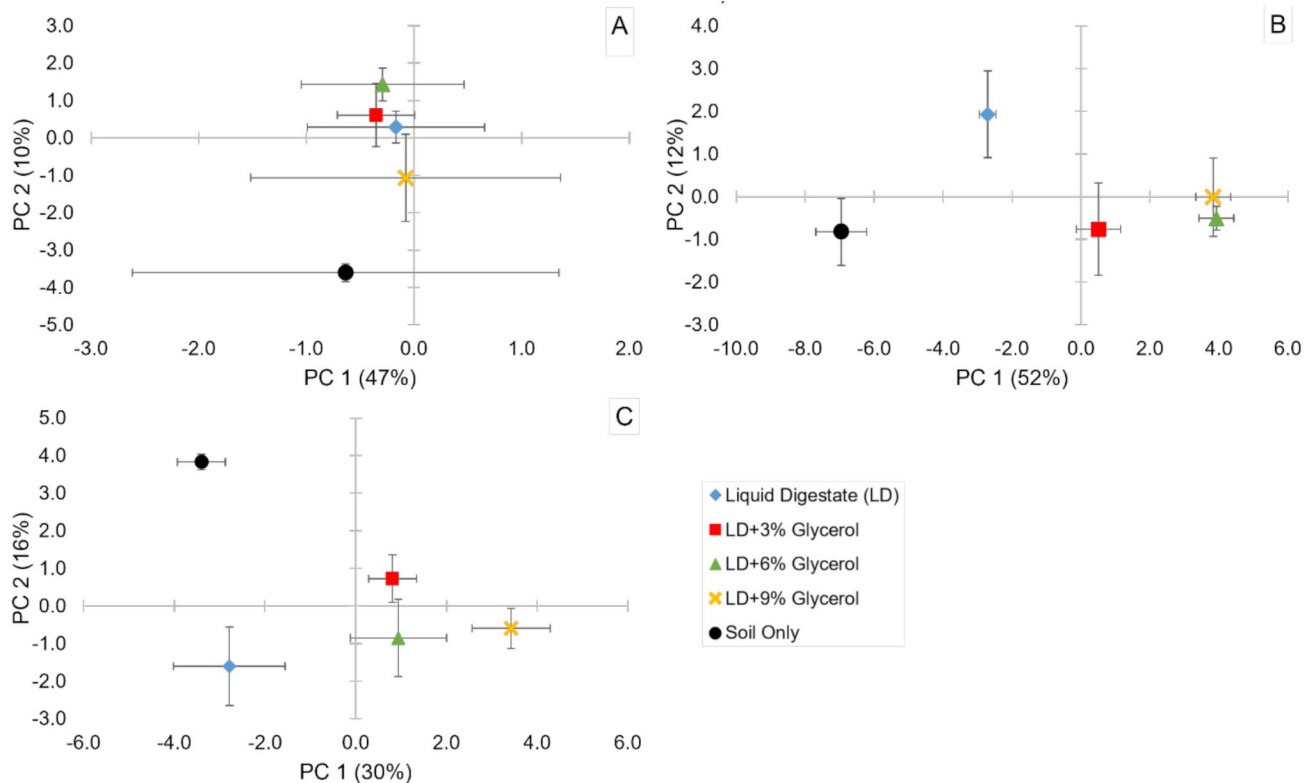 A
3.0
2.0
1.0
0.0
-1.0
-2.0
-3.0
-4.0
-5.0
PC 2 (10%)
-3.0 -2.0 -1.0 0.0 1.0 2.0
PC 1 (47%)
B
4.0
3.0
2.0
1.0
0.0
-1.0
-2.0
-3.0
PC 2 (12%)
-10.0 -8.0 -6.0 -4.0 -2.0 0.0 2.0 4.0 6.0
PC 1 (52%)
C
5.0
4.0
3.0
2.0
1.0
0.0
-1.0
-2.0
-3.0
PC 2 (16%)
-6.0 -4.0 -2.0 0.0 2.0 4.0 6.0
PC 1 (30%)
Liquid Digestate (LD)
LD+3% Glycerol
LD+6% Glycerol
LD+9% Glycerol
Soil Only